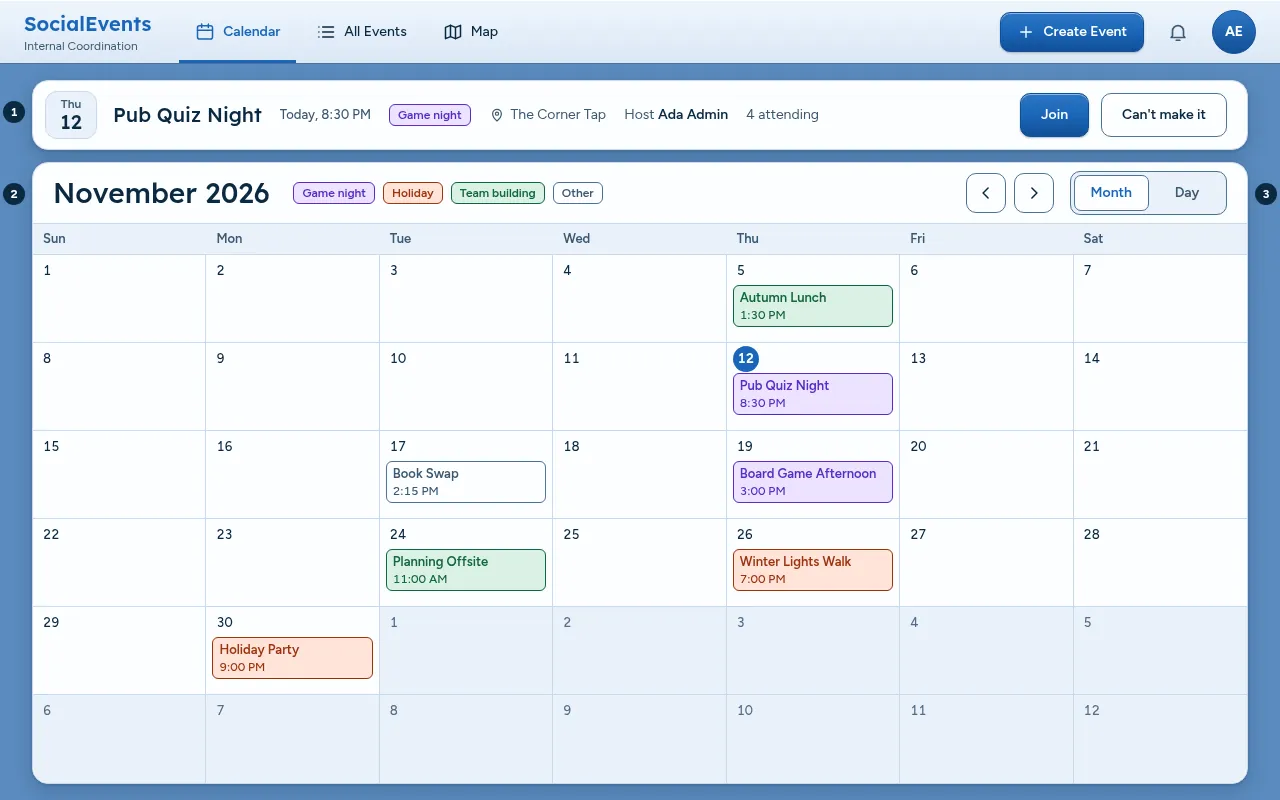 SocialEvents
Internal Coordination
Calendar
All Events
Map
Create Event
AE
1
Thu
12
Pub Quiz Night
Today, 8:30 PM
Game night
The Corner Tap
Host Ada Admin
4 attending
Join
Can't make it
2
November 2026
Game night
Holiday
Team building
Other
Month
Day
3
Sun Mon Tue Wed Thu Fri Sat
1 2 3 4 5 6 7
Autumn Lunch
1:30 PM
8 9 10 11 12 13 14
Pub Quiz Night
8:30 PM
15 16 17 18 19 20 21
Book Swap
2:15 PM
Board Game Afternoon
3:00 PM
22 23 24 25 26 27 28
Planning Offsite
11:00 AM
Winter Lights Walk
7:00 PM
29 30 1 2 3 4 5
Holiday Party
9:00 PM
6 7 8 9 10 11 12